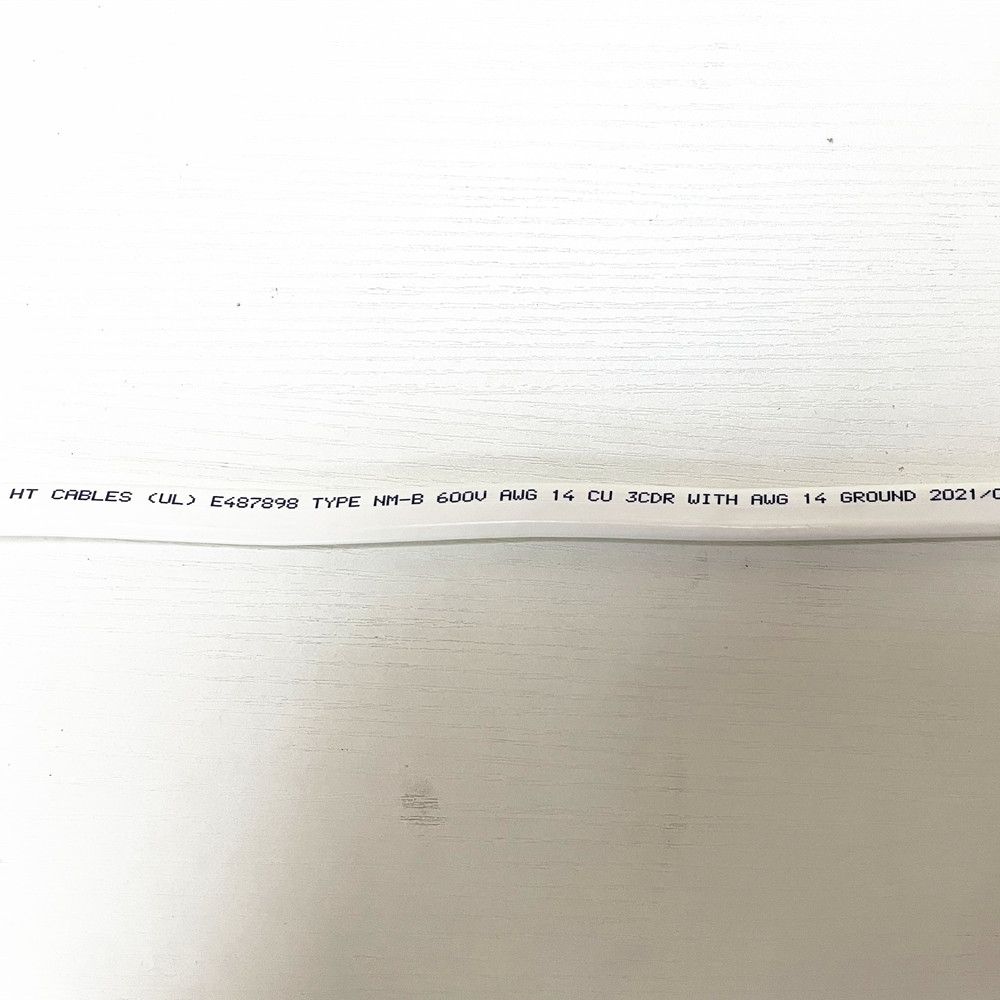 HT CABLES (UL) E487898 TYPE NM-B 600V AWG 14 CU 3CDR WITH AWG 14 GROUND 2021/